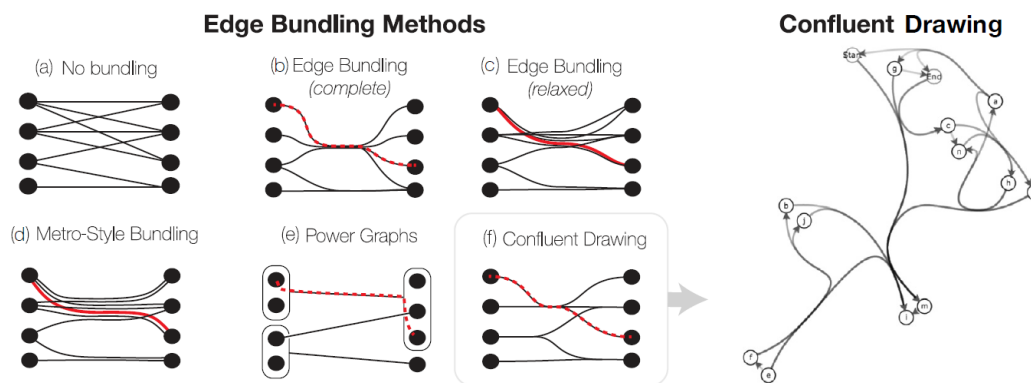 Edge Bundling Methods
Confluent Drawing
(a) No bundling
(b) Edge Bundling
(complete)
(c) Edge Bundling
(relaxed)
(d) Metro-Style Bundling
(e) Power Graphs
(f) Confluent Drawing
Start
g
End
a
c
n
h
b
j
m
i
f
e